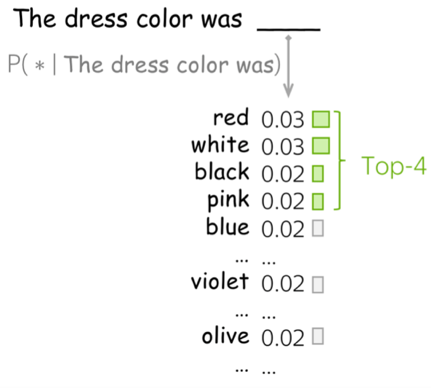 The dress color was ____
P( * | The dress color was)
red 0.03
white 0.03
black 0.02
Top-4
pink 0.02
blue 0.02
... ...
violet 0.02
... ...
olive 0.02
... ...